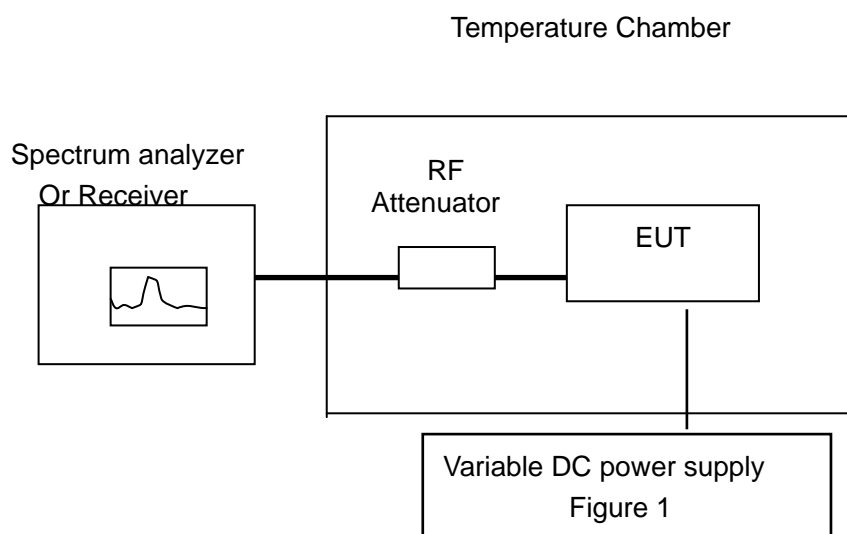 Temperature Chamber
Spectrum analyzer
Or Receiver
RF
Attenuator
EUT
Variable DC power supply
Figure 1